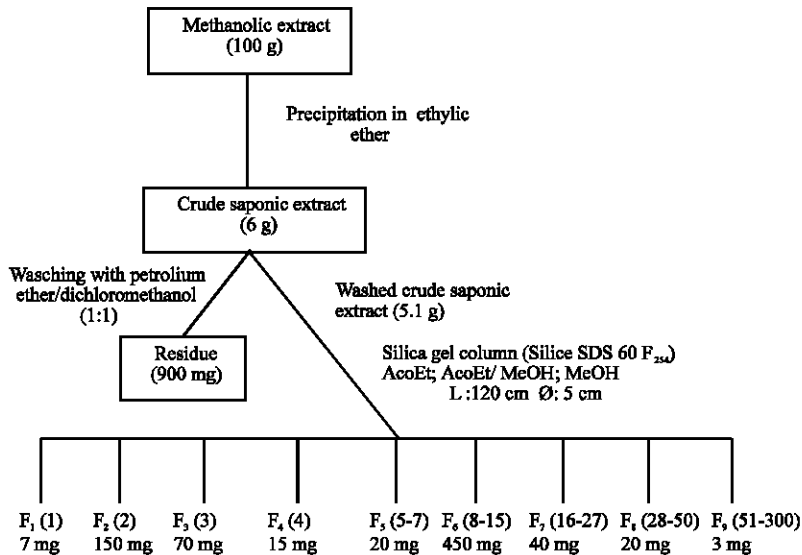 Methanolic extract
(100 g)
Precipitation in ethylic
ether
Crude saponic extract
(6 g)
Wasching with petrolium
ether/dichloromethanol
(1:1)
Residue
(900 mg)
Washed crude saponic
extract (5.1 g)
Silica gel column (Silice SDS 60 F₂₅₄)
AcoEt; AcoEt/ MeOH; MeOH
L :120 cm Ø: 5 cm
F₁ (1) F₂ (2) F₃ (3) F₄ (4) F₅ (5-7) F₆ (8-15) F₇ (16-27) F₈ (28-50) F₉ (51-300)
7 mg 150 mg 70 mg 15 mg 20 mg 450 mg 40 mg 20 mg 3 mg